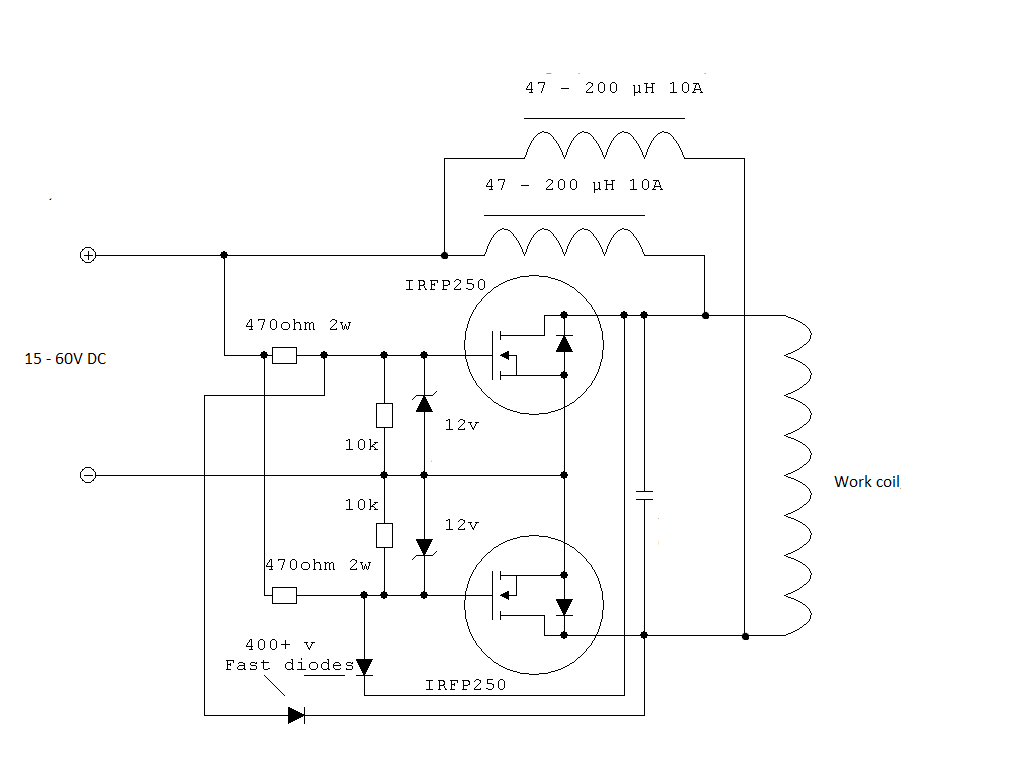 47 - 200 µH 10A
47 - 200 µH 10A
IRFP250
470ohm 2w
15 - 60V DC
12v
10k
Work coil
10k
12v
470ohm 2w
400+ v
Fast diodes
IRFP250